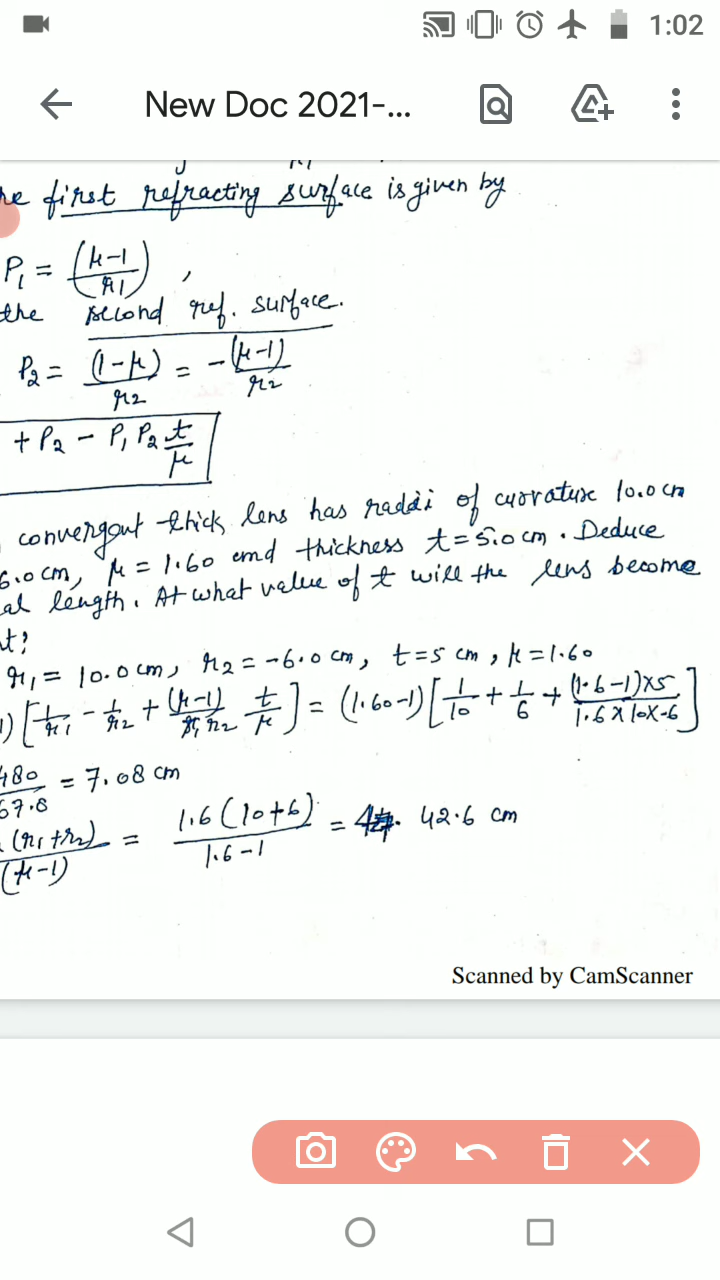 1:02
New Doc 2021-...
he first refracting surface is given by
P₁ = (μ-1)/r₁ ,
the second ref. surface.
P₂ = (1-μ)/r₂ = -(μ-1)/r₂
+ P₂ - P₁ P₂ t/μ
convergent thick lens has raddi of curvature 10.0 cm
6.0 cm, μ = 1.60 and thickness t = 5.0 cm. Deduce
al length. At what value of t will the lens become
t?
r₁ = 10.0 cm, r₂ = -6.0 cm, t = 5 cm, μ = 1.60
) [1/r₁ - 1/r₂ + (μ-1)/(r₁ r₂) t/μ] = (1.60-1) [1/10 + 1/6 + (1.6-1)×5/(1.6×10×-6)]
480/67.8 = 7.08 cm
(r₁+r₂)/(μ-1) = 1.6(10+6)/(1.6-1) = 42.6 cm
Scanned by CamScanner